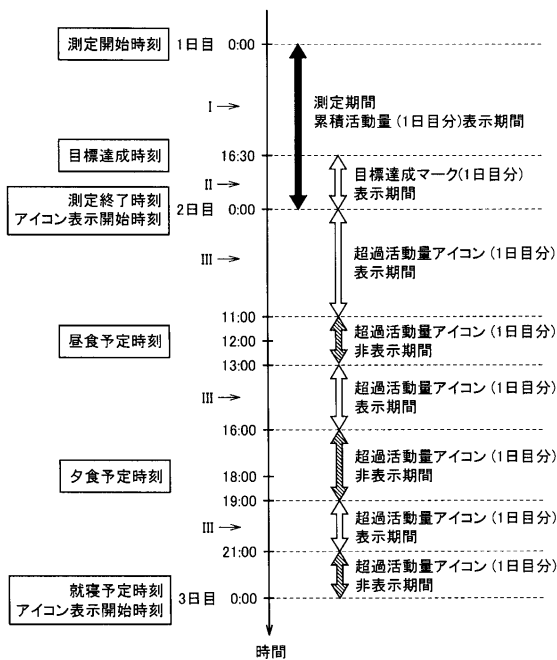 測定開始時刻 1日目 0:00
I
測定期間
累積活動量(1日目分)表示期間
目標達成時刻 16:30
II
目標達成マーク(1日目分)
表示期間
測定終了時刻
アイコン表示開始時刻 2日目 0:00
III
超過活動量アイコン(1日目分)
表示期間
11:00
昼食予定時刻 12:00
超過活動量アイコン(1日目分)
非表示期間
13:00
III
超過活動量アイコン(1日目分)
表示期間
16:00
夕食予定時刻 18:00
超過活動量アイコン(1日目分)
非表示期間
19:00
III
超過活動量アイコン(1日目分)
表示期間
21:00
超過活動量アイコン(1日目分)
非表示期間
就寝予定時刻
アイコン表示開始時刻 3日目 0:00
時間